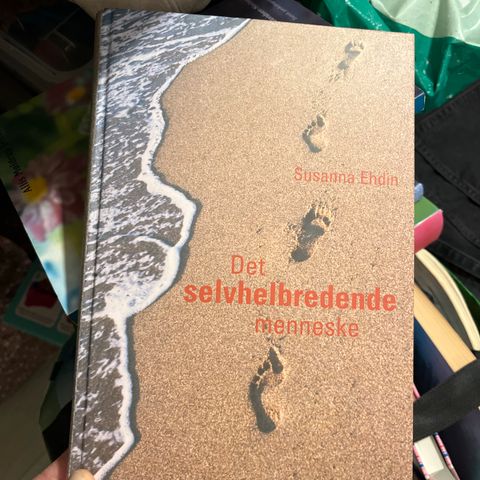 Susanna Ehdin
Det
selvhelbredende
menneske